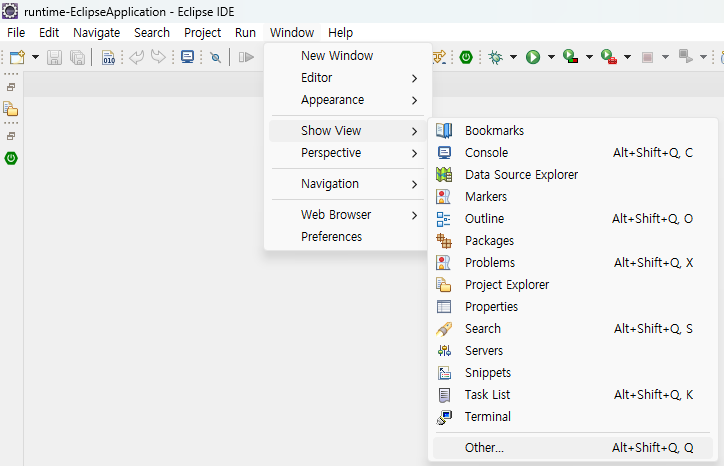 runtime-EclipseApplication - Eclipse IDE
File Edit Navigate Search Project Run Window Help
010
New Window
Editor
Appearance
Show View
Perspective
Navigation
Web Browser
Preferences
Bookmarks
Console Alt+Shift+Q, C
Data Source Explorer
Markers
Outline Alt+Shift+Q, O
Packages
Problems Alt+Shift+Q, X
Project Explorer
Properties
Search Alt+Shift+Q, S
Servers
Snippets
Task List Alt+Shift+Q, K
Terminal
Other... Alt+Shift+Q, Q